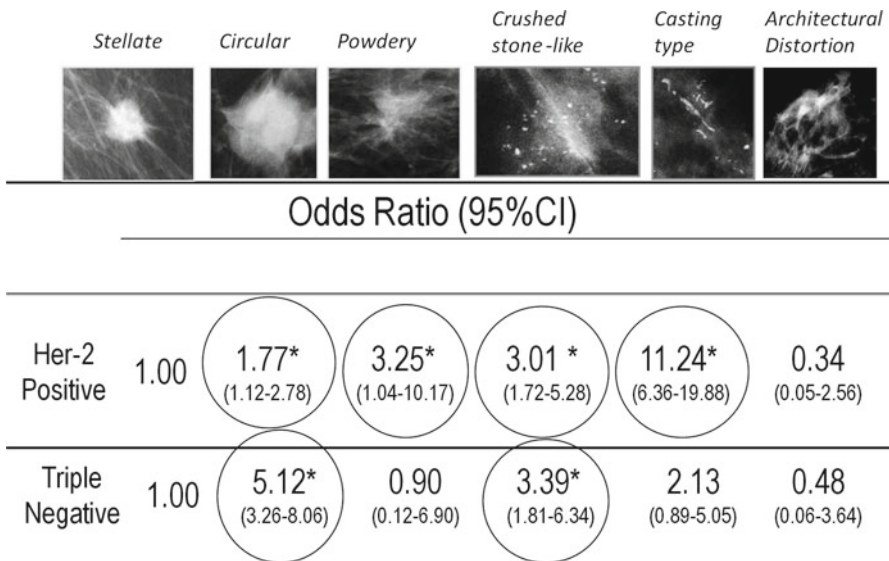 Stellate Circular Powdery Crushed stone -like Casting type Architectural Distortion
Odds Ratio (95%CI)
Her-2 Positive 1.00 1.77* 3.25* 3.01 * 11.24* 0.34
(1.12-2.78) (1.04-10.17) (1.72-5.28) (6.36-19.88) (0.05-2.56)
Triple Negative 1.00 5.12* 0.90 3.39* 2.13 0.48
(3.26-8.06) (0.12-6.90) (1.81-6.34) (0.89-5.05) (0.06-3.64)